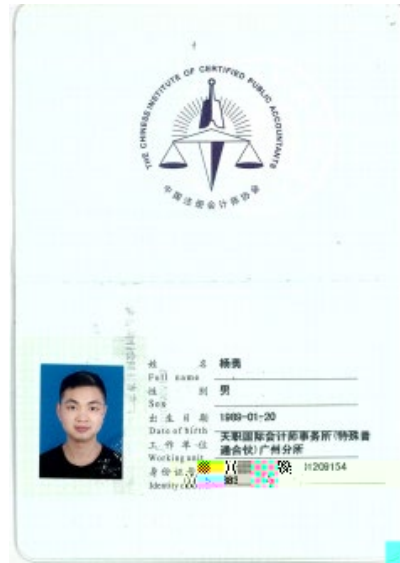 THE CHINESE INSTITUTE OF CERTIFIED PUBLIC ACCOUNTANTS
中国注册会计师协会
姓 名 杨勇
Full name
性 别 男
Sex
出生日期 1989-01-20
Date of birth
工作单位 天职国际会计师事务所(特殊普
Working unit 通合伙)广州分所
身份证号
Identity